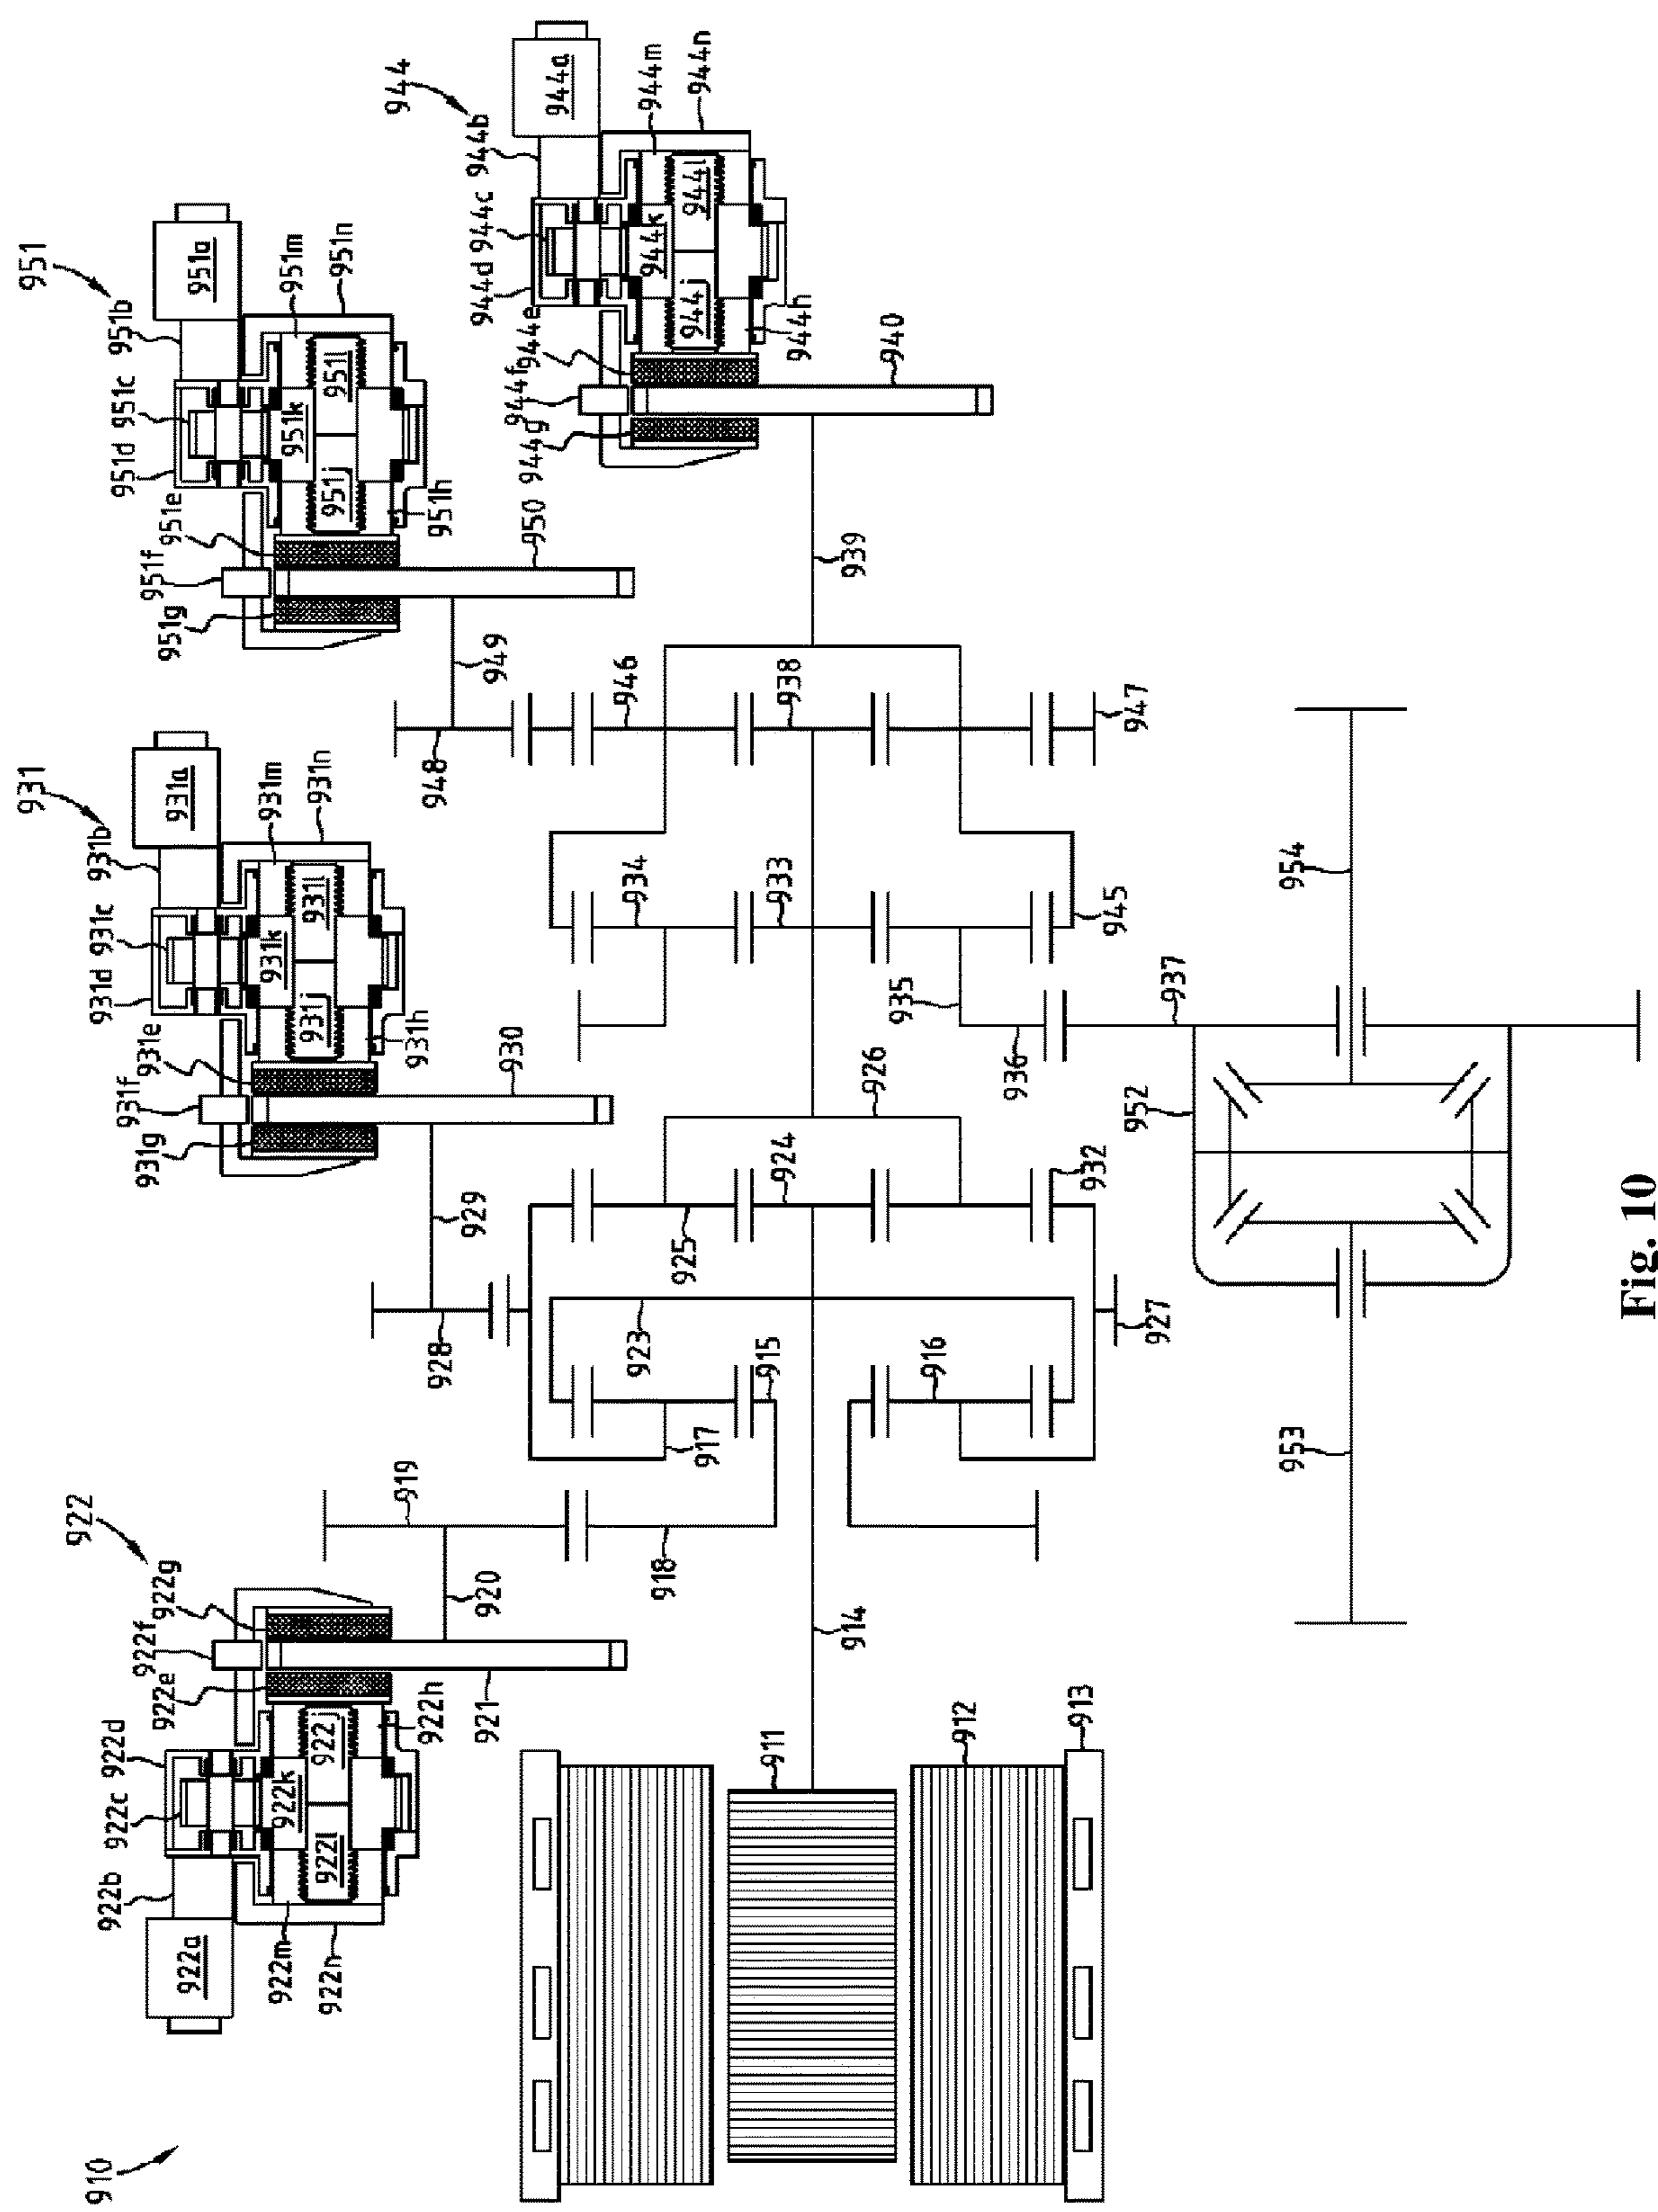 910
922
922a
922b
922c
922d
922e
922f
922g
922h
922j
922k
922l
922m
922n
921
920
919
918
917
911
912
913
914
915
916
923
924
925
926
927
928
929
930
931
931a
931b
931c
931d
931e
931f
931g
931h
931j
931k
931l
931m
931n
932
933
934
935
936
937
938
939
940
944
944a
944b
944c
944d
944e
944f
944g
944h
944j
944k
944l
944m
944n
945
946
947
948
949
950
951
951a
951b
951c
951d
951e
951f
951g
951h
951j
951k
951l
951m
951n
952
953
954
Fig. 10